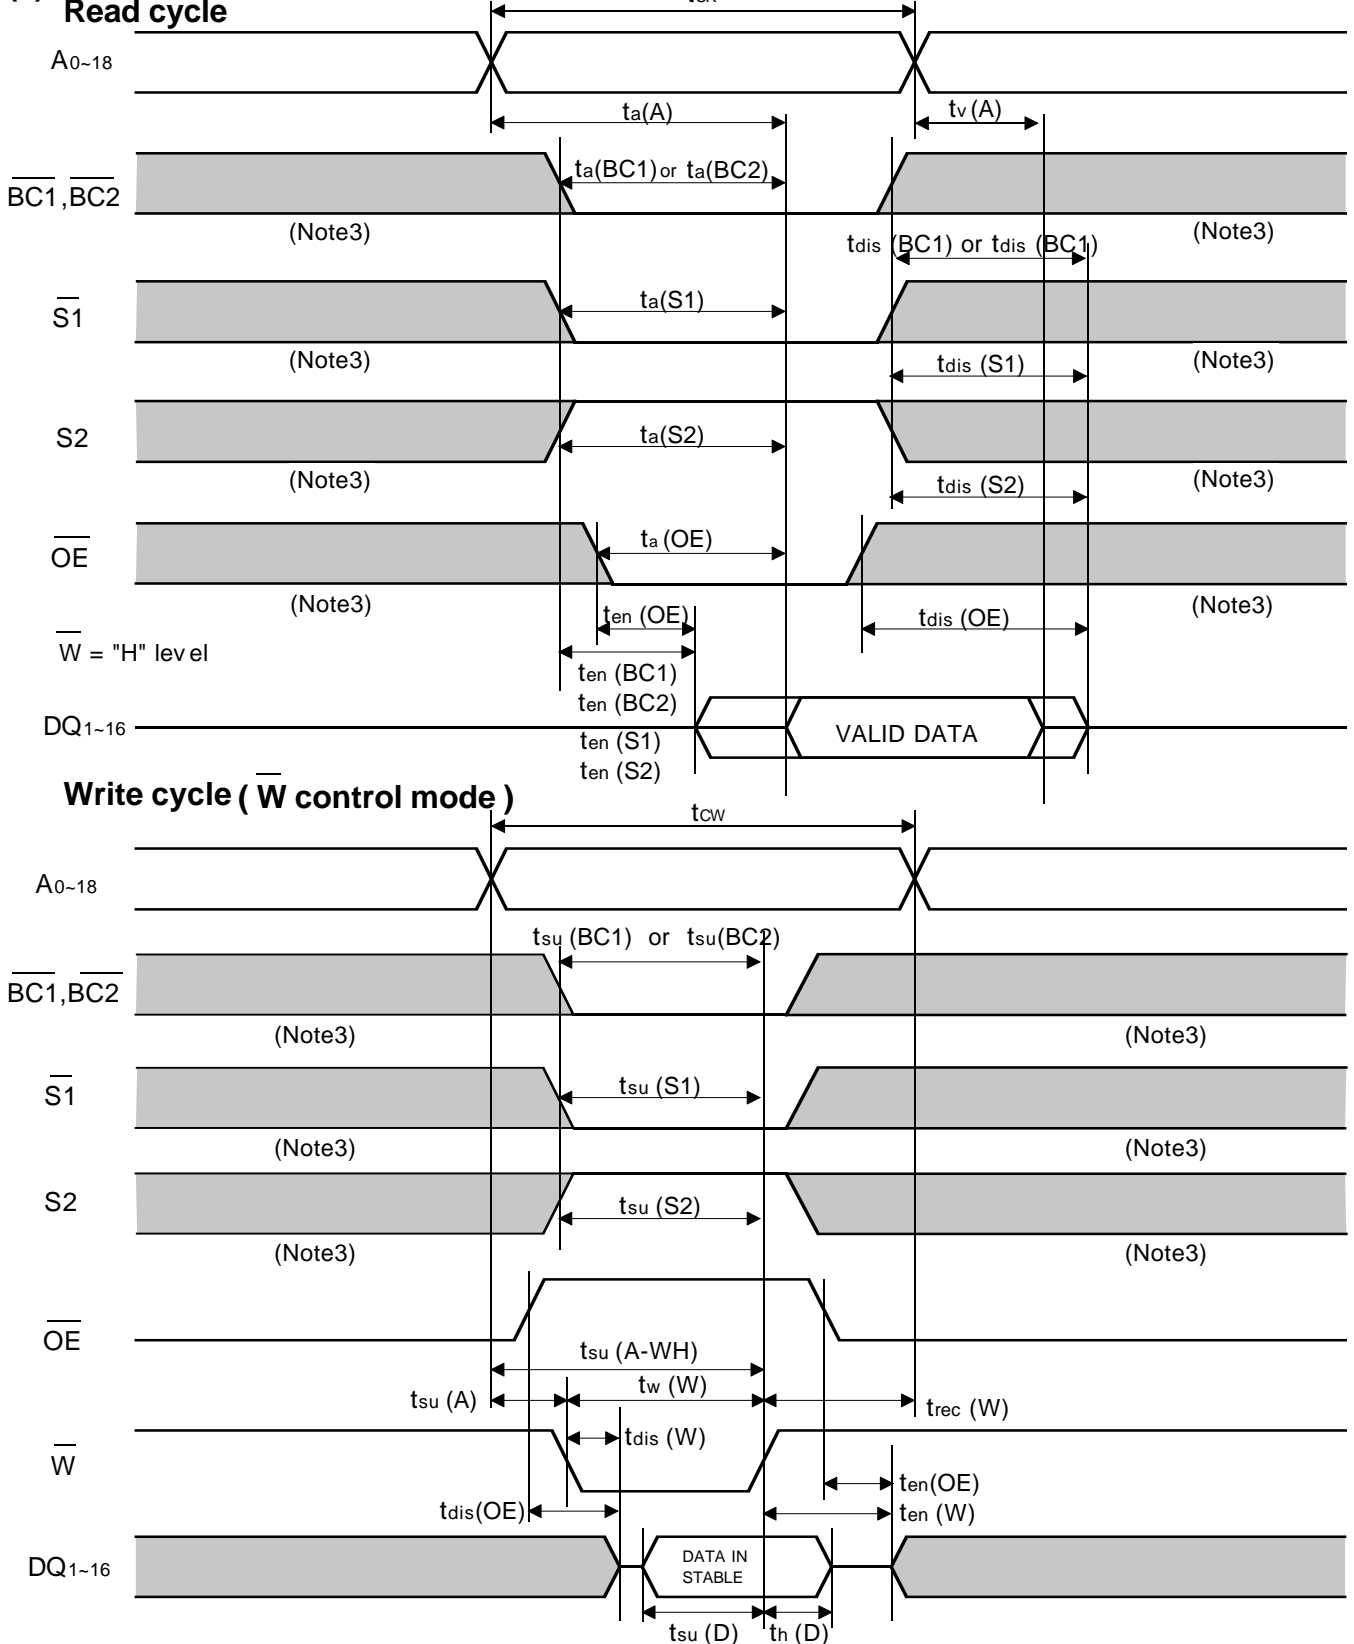 Read cycle
A0~18
ta(A)
tv (A)
BC1,BC2
ta(BC1) or ta(BC2)
(Note3)
(Note3)
tdis (BC1) or tdis (BC1)
S1
ta(S1)
(Note3)
(Note3)
tdis (S1)
S2
ta(S2)
(Note3)
(Note3)
tdis (S2)
OE
ta (OE)
(Note3)
(Note3)
ten (OE)
tdis (OE)
W = "H" level
ten (BC1)
ten (BC2)
DQ1~16
VALID DATA
ten (S1)
ten (S2)
Write cycle ( W control mode )
tCW
A0~18
tsu (BC1) or tsu(BC2)
BC1,BC2
(Note3)
(Note3)
S1
tsu (S1)
(Note3)
(Note3)
S2
tsu (S2)
(Note3)
(Note3)
OE
tsu (A-WH)
tsu (A)
tw (W)
trec (W)
W
tdis (W)
tdis(OE)
ten(OE)
ten (W)
DQ1~16
DATA IN
STABLE
tsu (D)
th (D)